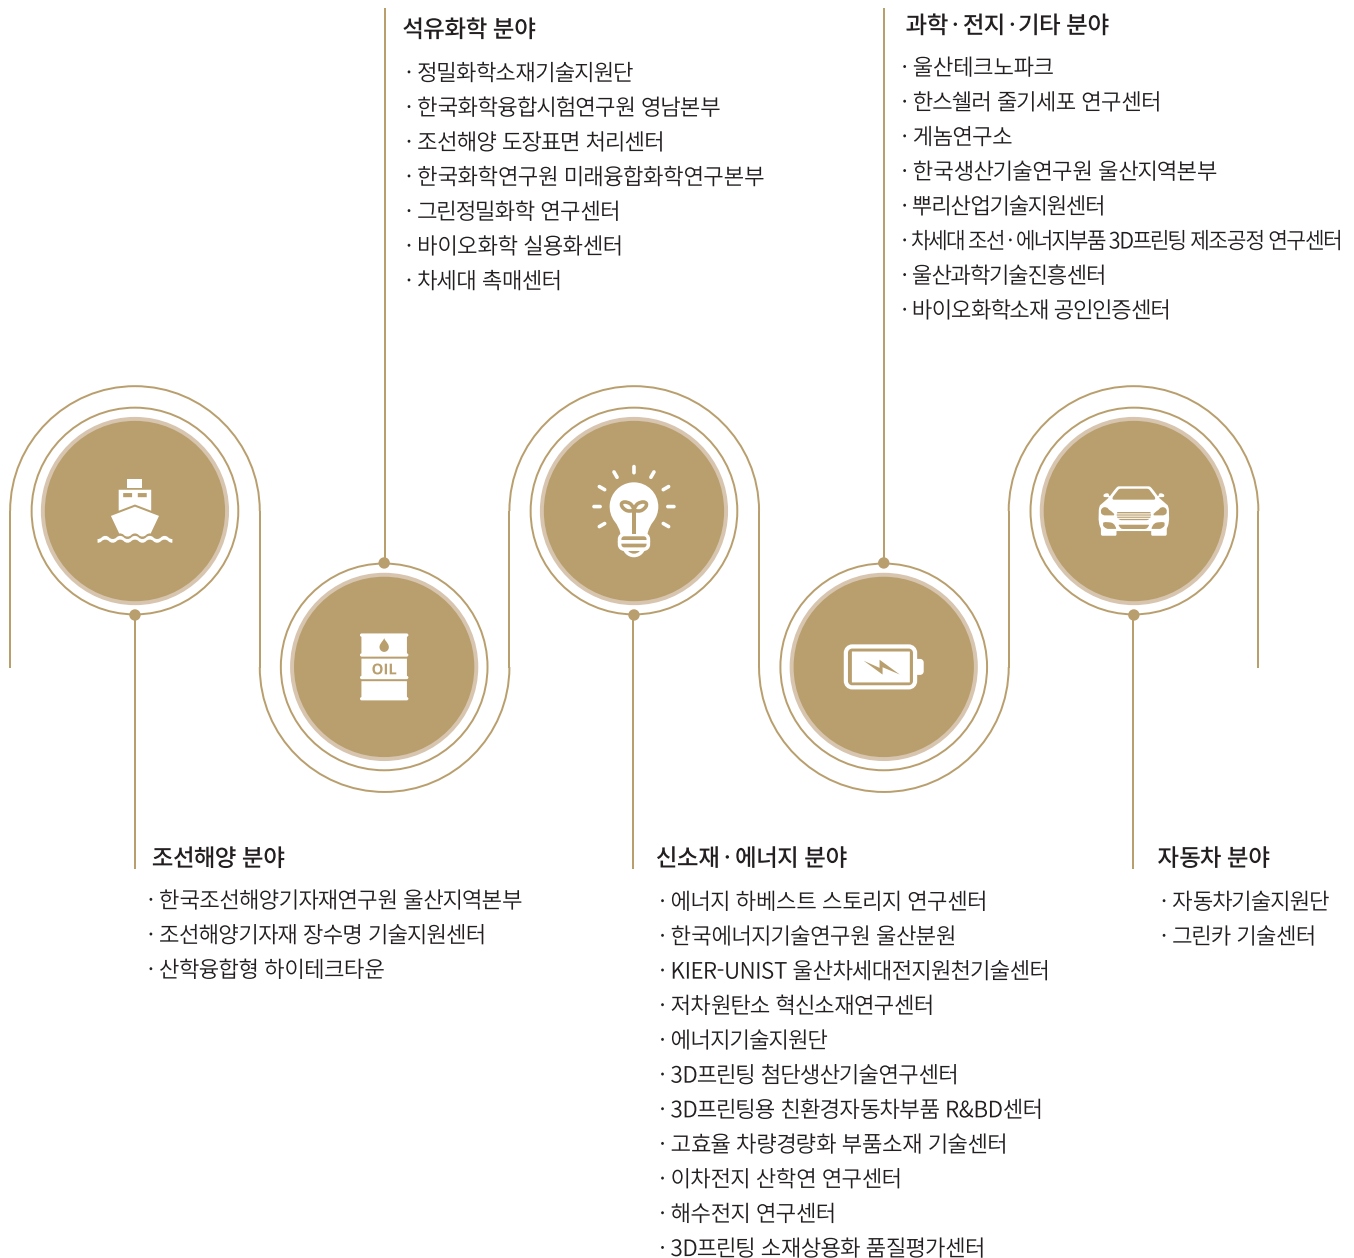 석유화학 분야
· 정밀화학소재기술지원단
· 한국화학융합시험연구원 영남본부
· 조선해양 도장표면 처리센터
· 한국화학연구원 미래융합화학연구본부
· 그린정밀화학 연구센터
· 바이오화학 실용화센터
· 차세대 촉매센터
과학 · 전지 · 기타 분야
· 울산테크노파크
· 한스쉘러 줄기세포 연구센터
· 게놈연구소
· 한국생산기술연구원 울산지역본부
· 뿌리산업기술지원센터
· 차세대 조선 · 에너지부품 3D프린팅 제조공정 연구센터
· 울산과학기술진흥센터
· 바이오화학소재 공인인증센터
OIL
조선해양 분야
· 한국조선해양기자재연구원 울산지역본부
· 조선해양기자재 장수명 기술지원센터
· 산학융합형 하이테크타운
신소재 · 에너지 분야
· 에너지 하베스트 스토리지 연구센터
· 한국에너지기술연구원 울산분원
· KIER-UNIST 울산차세대전지원천기술센터
· 저차원탄소 혁신소재연구센터
· 에너지기술지원단
· 3D프린팅 첨단생산기술연구센터
· 3D프린팅용 친환경자동차부품 R&BD센터
· 고효율 차량경량화 부품소재 기술센터
· 이차전지 산학연 연구센터
· 해수전지 연구센터
· 3D프린팅 소재상용화 품질평가센터
자동차 분야
· 자동차기술지원단
· 그린카 기술센터